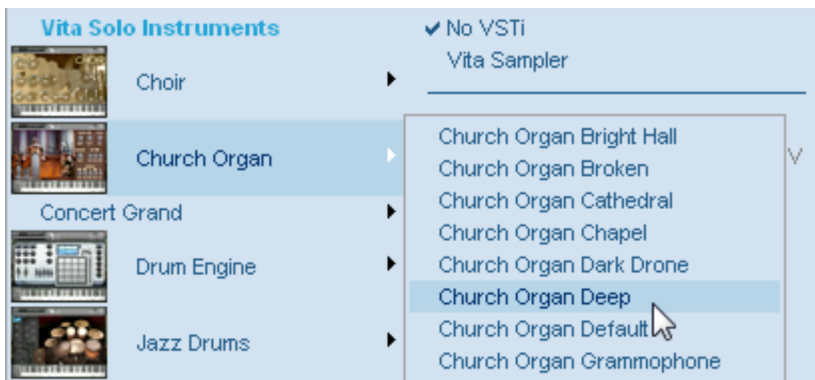 Vita Solo Instruments
Choir
Church Organ
Concert Grand
Drum Engine
Jazz Drums
No VSTi
Vita Sampler
Church Organ Bright Hall
Church Organ Broken
Church Organ Cathedral
Church Organ Chapel
Church Organ Dark Drone
Church Organ Deep
Church Organ Default
Church Organ Grammophone